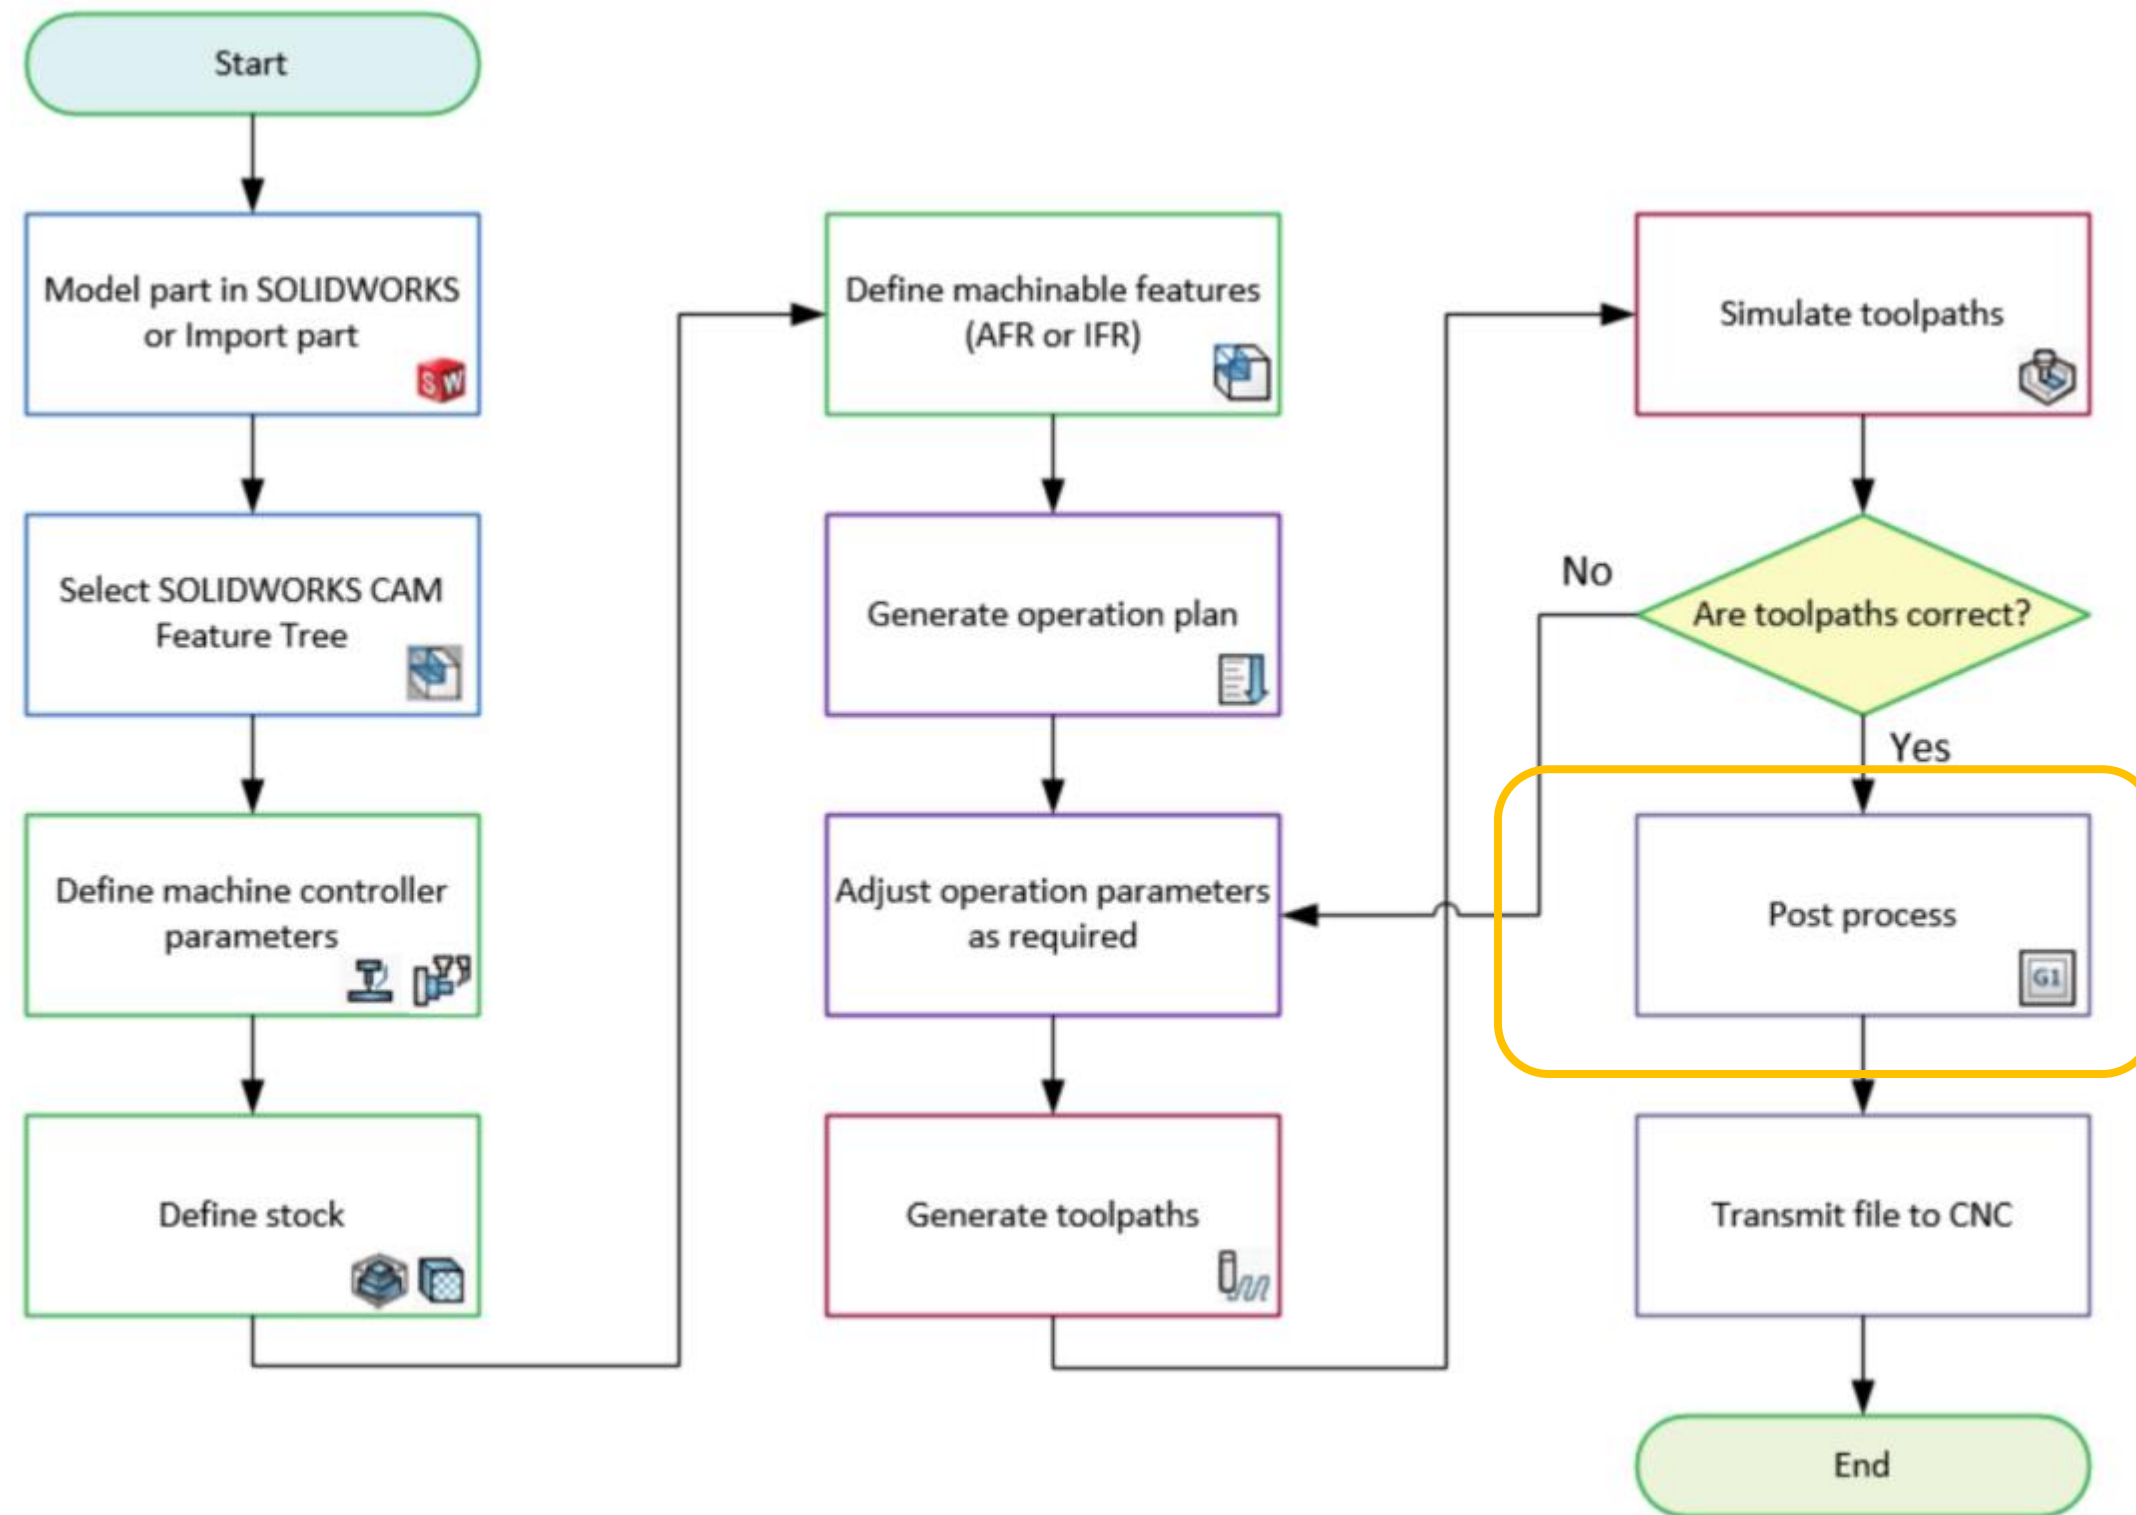 Start
Model part in SOLIDWORKS
or Import part
SW
Select SOLIDWORKS CAM
Feature Tree
Define machine controller
parameters
Define stock
Define machinable features
(AFR or IFR)
Generate operation plan
Adjust operation parameters
as required
Generate toolpaths
Simulate toolpaths
Are toolpaths correct?
No
Yes
Post process
G1
Transmit file to CNC
End